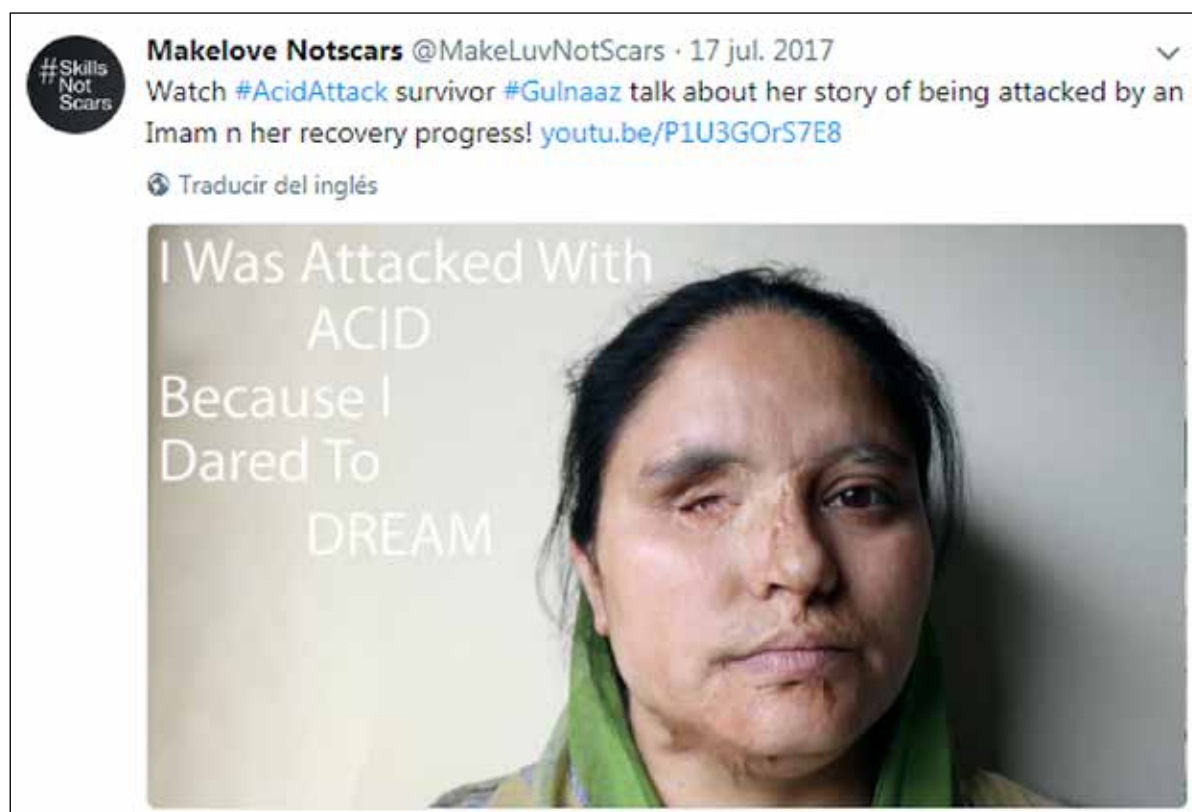 #Skills
Not
Scars
Makelove Notscars @MakeLuvNotScars · 17 jul. 2017
Watch #AcidAttack survivor #Gulnaaz talk about her story of being attacked by an
Imam n her recovery progress! youtu.be/P1U3GOrS7E8
Traducir del inglés
I Was Attacked With
ACID
Because I
Dared To
DREAM